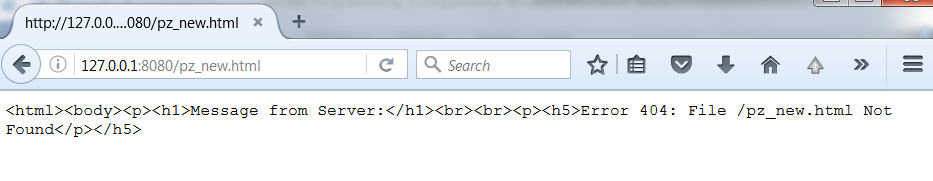 http://127.0.0....080/pz_new.html
127.0.0.1:8080/pz_new.html
Search
<html><body><p><h1>Message from Server:</h1><br><br><p><h5>Error 404: File /pz_new.html Not
Found</p></h5>